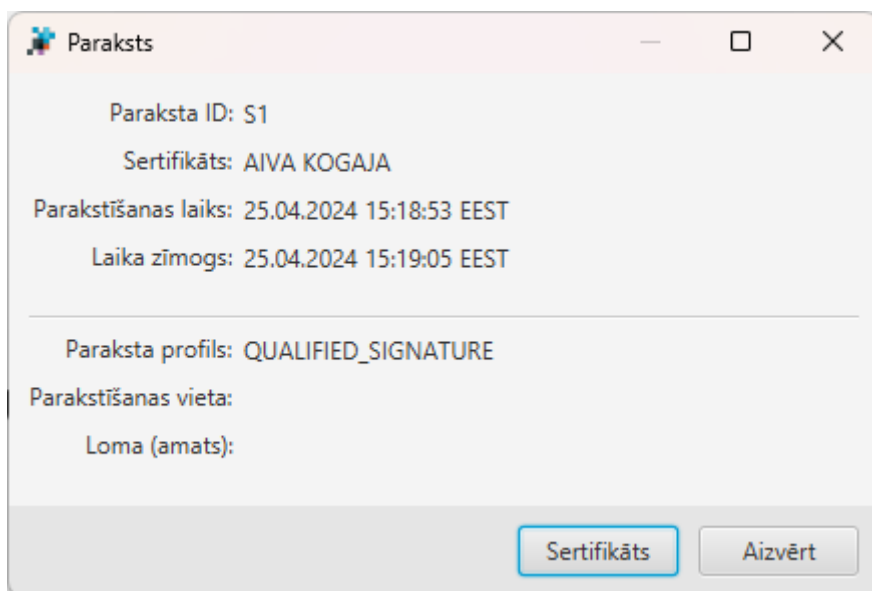 Paraksts
Paraksta ID: S1
Sertifikāts: AIVA KOGAJA
Parakstīšanas laiks: 25.04.2024 15:18:53 EEST
Laika zīmogs: 25.04.2024 15:19:05 EEST
Paraksta profils: QUALIFIED_SIGNATURE
Parakstīšanas vieta:
Loma (amats):
Sertifikāts Aizvērt